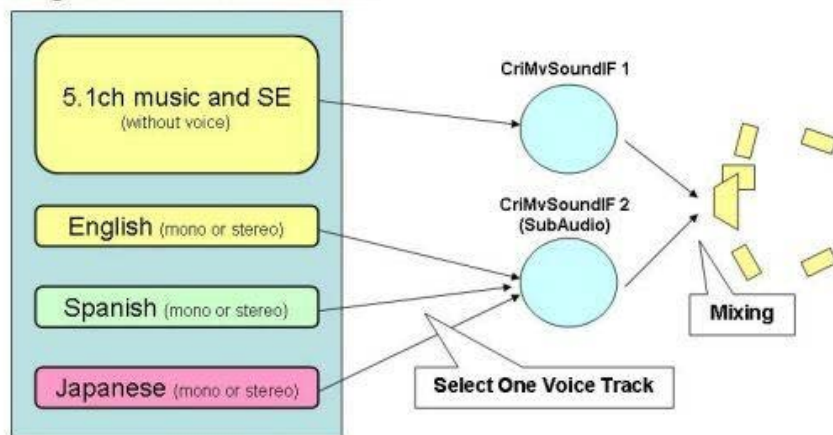 5.1ch music and SE
(without voice)
English (mono or stereo)
Spanish (mono or stereo)
Japanese (mono or stereo)
CriMvSoundIF 1
CriMvSoundIF 2
(SubAudio)
Select One Voice Track
Mixing